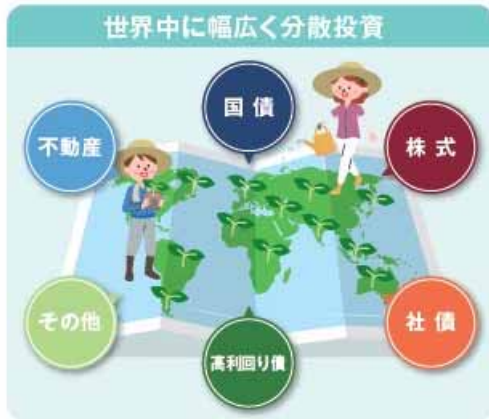 世界中に幅広く分散投資
国債
不動産
株式
その他
社債
高利回り債